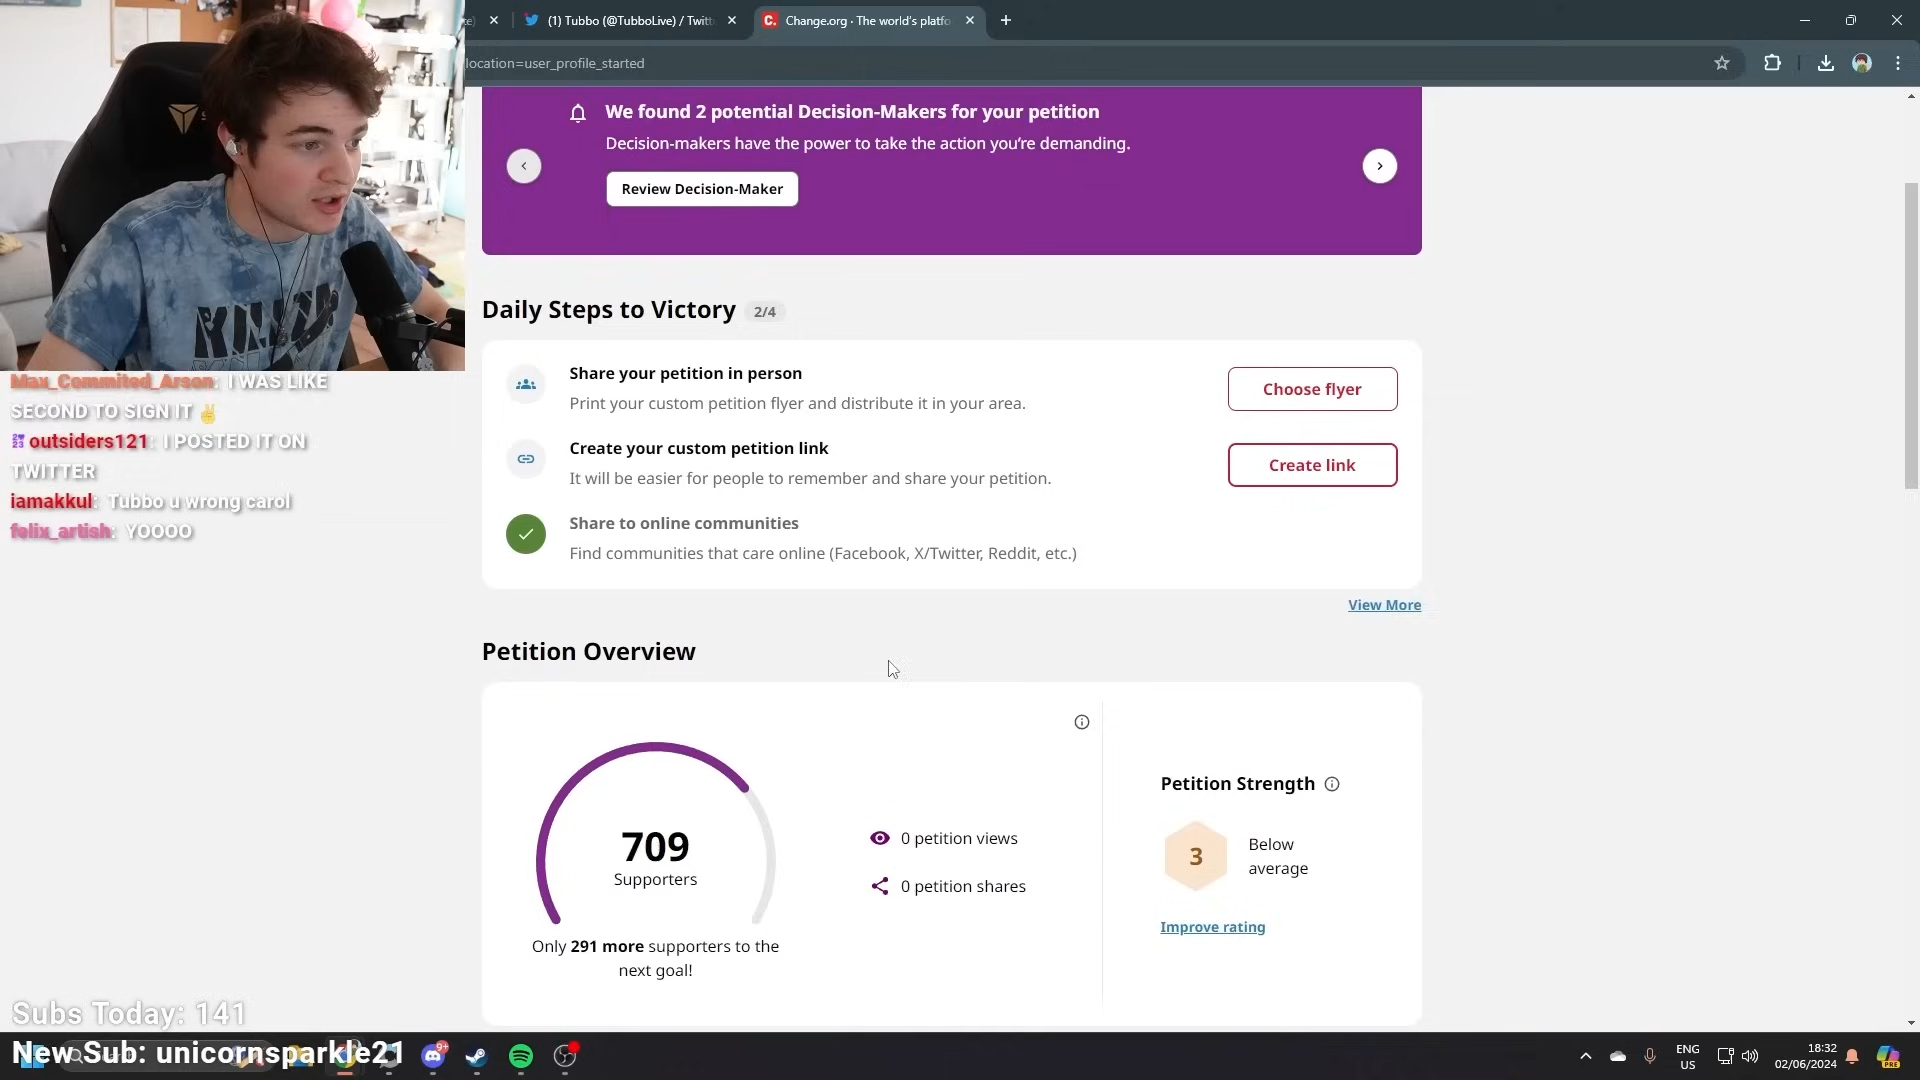 (1) Tubbo (@TubboLive) / Twitt
Change.org · The world's platfo
location=user_profile_started
We found 2 potential Decision-Makers for your petition
Decision-makers have the power to take the action you're demanding.
Review Decision-Maker
Daily Steps to Victory 2/4
Share your petition in person
Print your custom petition flyer and distribute it in your area.
Choose flyer
Create your custom petition link
It will be easier for people to remember and share your petition.
Create link
Share to online communities
Find communities that care online (Facebook, X/Twitter, Reddit, etc.)
View More
Max_Commited_Arson: I WAS LIKE
SECOND TO SIGN IT ✌
outsiders121: I POSTED IT ON
TWITTER
iamakkul: Tubbo u wrong carol
felix_artish: YOOOO
Petition Overview
709
Supporters
Only 291 more supporters to the
next goal!
0 petition views
0 petition shares
Petition Strength
3
Below
average
Improve rating
Subs Today: 141
New Sub: unicornsparkle21
9+
ENG
US
18:32
02/06/2024
PRE